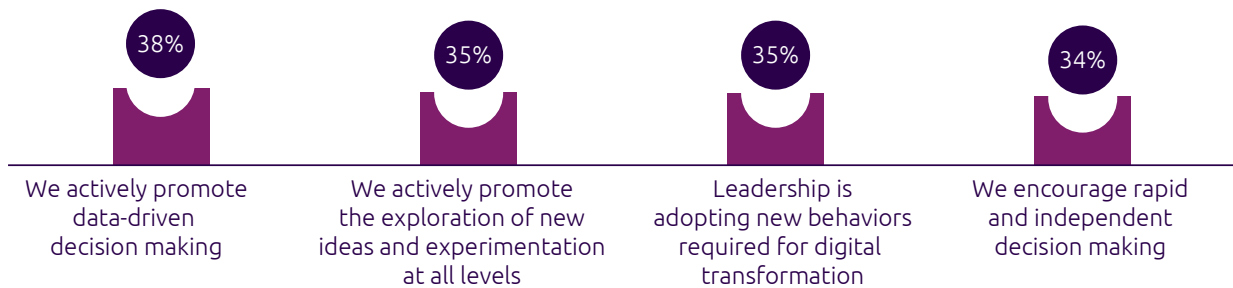 38%
35%
35%
34%
We actively promote
data-driven
decision making
We actively promote
the exploration of new
ideas and experimentation
at all levels
Leadership is
adopting new behaviors
required for digital
transformation
We encourage rapid
and independent
decision making